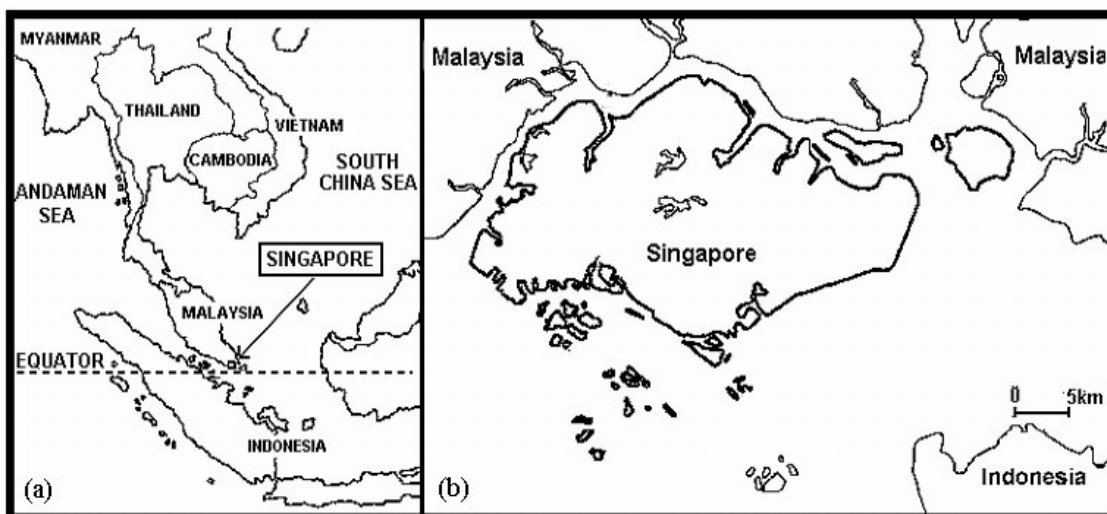 MYANMAR
THAILAND
VIETNAM
CAMBODIA
SOUTH
CHINA SEA
ANDAMAN
SEA
SINGAPORE
MALAYSIA
EQUATOR
INDONESIA
(a)
Malaysia
Malaysia
Singapore
0
5km
Indonesia
(b)